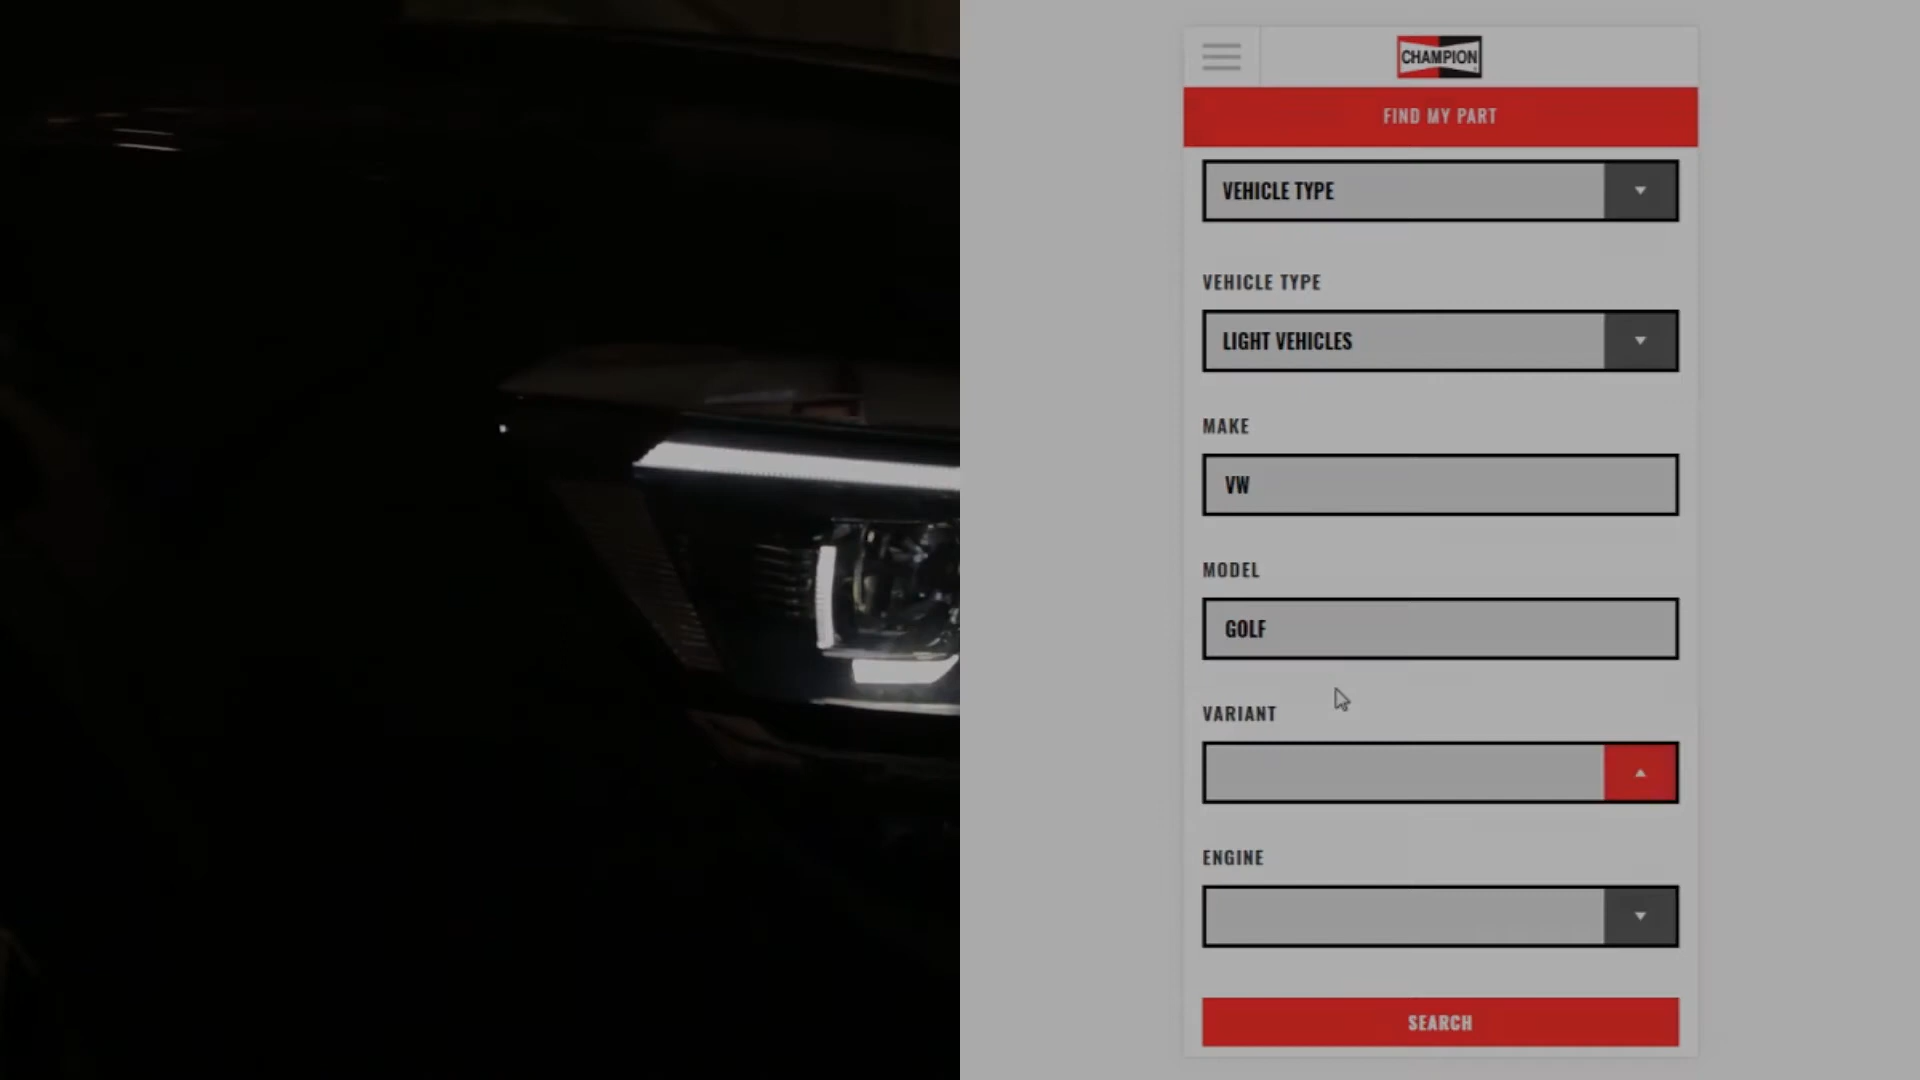 CHAMPION
FIND MY PART
VEHICLE TYPE
VEHICLE TYPE
LIGHT VEHICLES
MAKE
VW
MODEL
GOLF
VARIANT
ENGINE
SEARCH